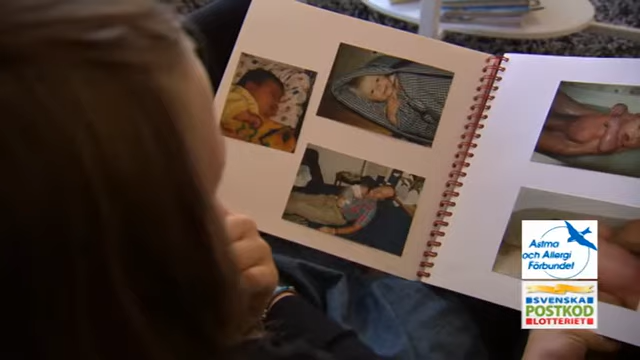 Astma
och Allergi
Förbundet
SVENSKA
POSTKOD
LOTTERIET